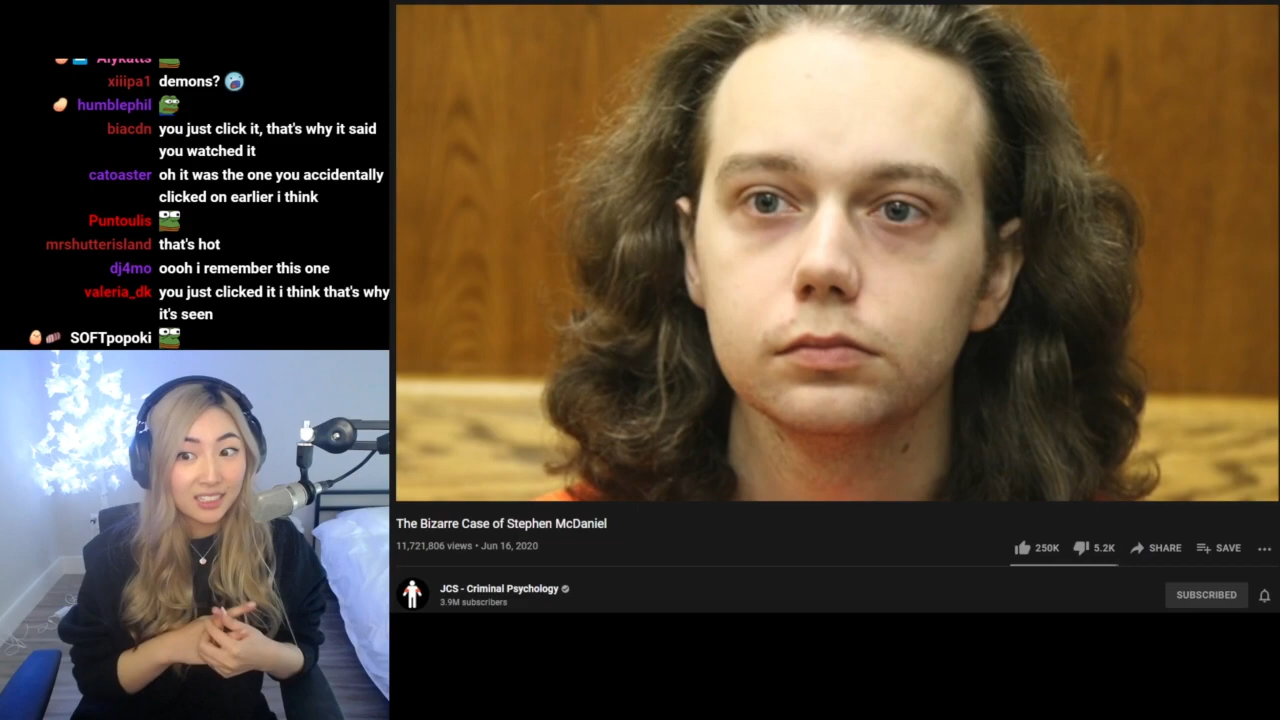 Alykatts
xiiipa1 demons?
humblephil
biacdn you just click it, that's why it said
you watched it
catoaster oh it was the one you accidentally
clicked on earlier i think
Puntoulis
mrshutterisland that's hot
dj4mo oooh i remember this one
valeria_dk you just clicked it i think that's why
it's seen
SOFTpopoki
The Bizarre Case of Stephen McDaniel
11,721,806 views • Jun 16, 2020
250K 5.2K SHARE SAVE
JCS - Criminal Psychology
3.9M subscribers
SUBSCRIBED